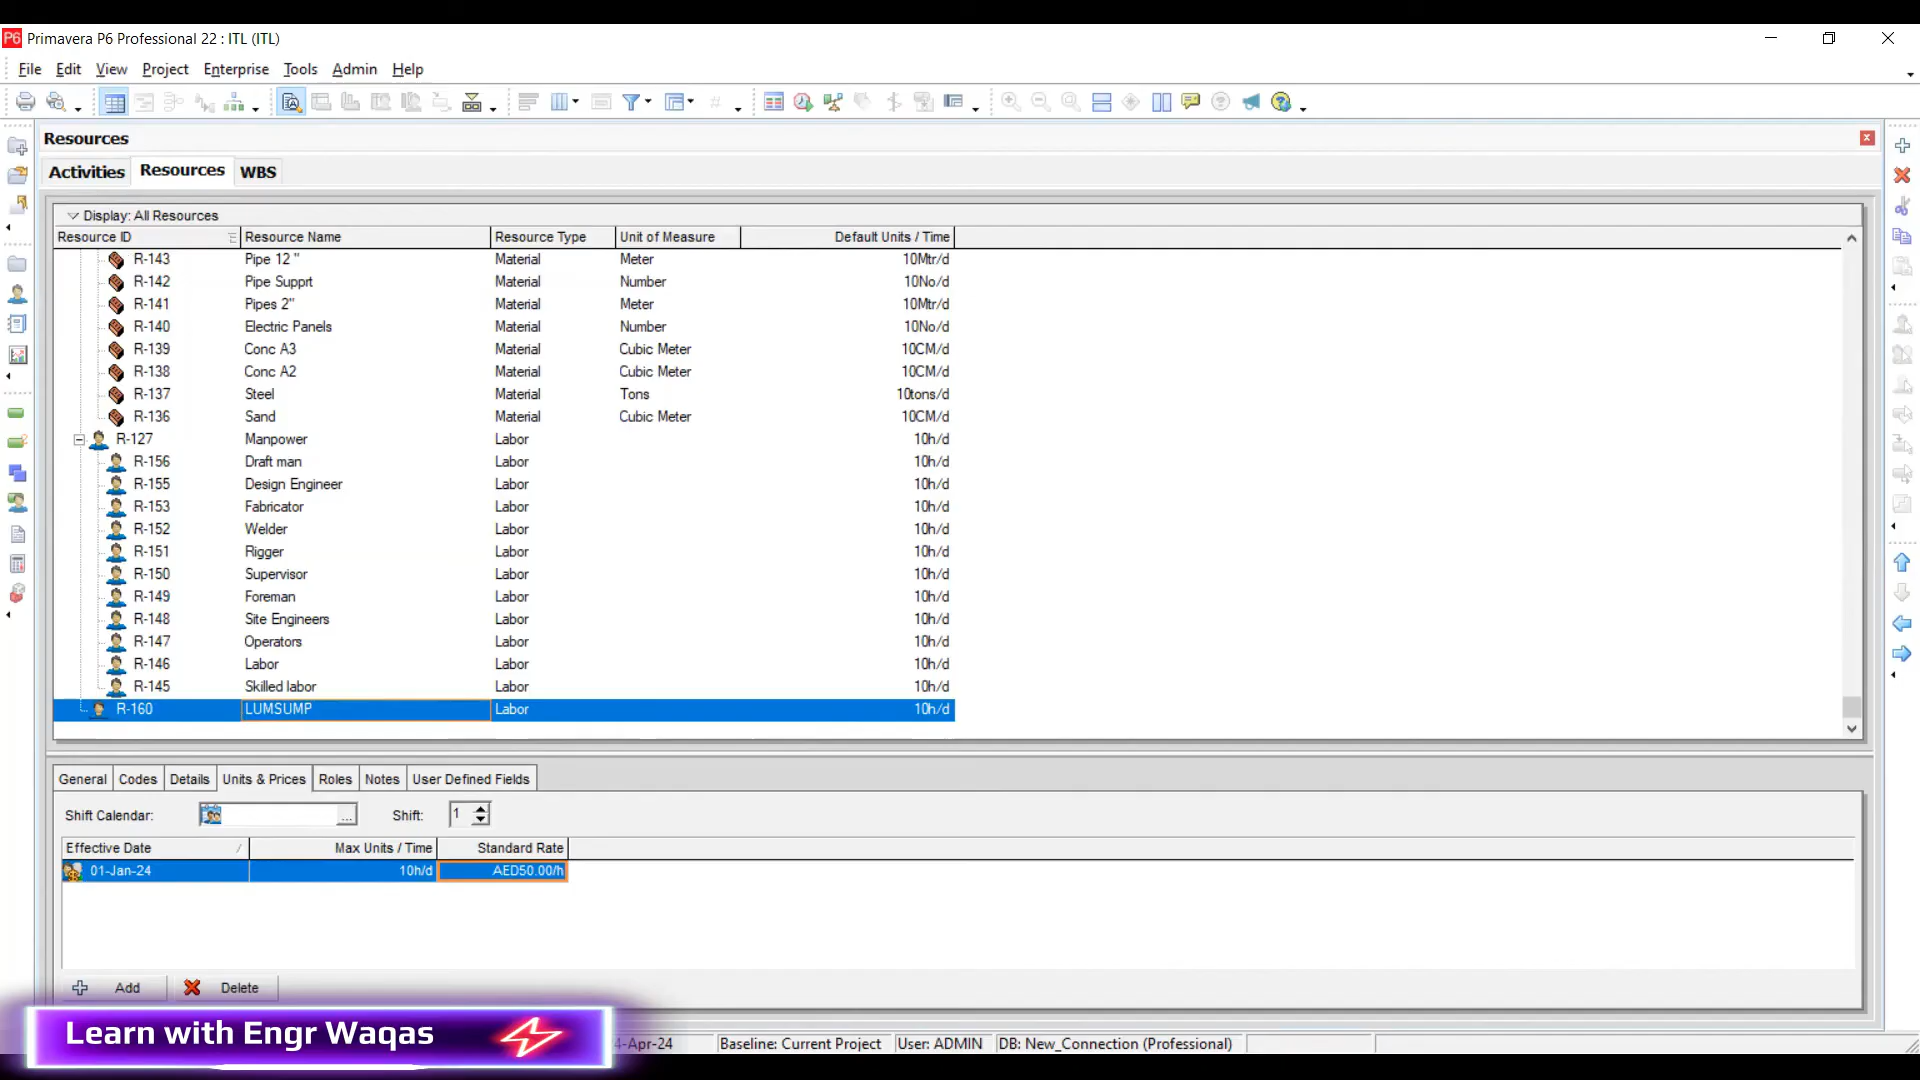 P6 Primavera P6 Professional 22 : ITL (ITL)
File Edit View Project Enterprise Tools Admin Help
Resources
Activities Resources WBS
Display: All Resources
Resource ID Resource Name Resource Type Unit of Measure Default Units / Time
R-143 Pipe 12 " Material Meter 10Mtr/d
R-142 Pipe Supprt Material Number 10No/d
R-141 Pipes 2" Material Meter 10Mtr/d
R-140 Electric Panels Material Number 10No/d
R-139 Conc A3 Material Cubic Meter 10CM/d
R-138 Conc A2 Material Cubic Meter 10CM/d
R-137 Steel Material Tons 10tons/d
R-136 Sand Material Cubic Meter 10CM/d
R-127 Manpower Labor 10h/d
R-156 Draft man Labor 10h/d
R-155 Design Engineer Labor 10h/d
R-153 Fabricator Labor 10h/d
R-152 Welder Labor 10h/d
R-151 Rigger Labor 10h/d
R-150 Supervisor Labor 10h/d
R-149 Foreman Labor 10h/d
R-148 Site Engineers Labor 10h/d
R-147 Operators Labor 10h/d
R-146 Labor Labor 10h/d
R-145 Skilled labor Labor 10h/d
R-160 LUMSUMP Labor 10h/d
General Codes Details Units & Prices Roles Notes User Defined Fields
Shift Calendar: ... Shift: 1
Effective Date Max Units / Time Standard Rate
01-Jan-24 10h/d AED50.00/h
Add Delete
Learn with Engr Waqas
4-Apr-24 Baseline: Current Project User: ADMIN DB: New_Connection (Professional)